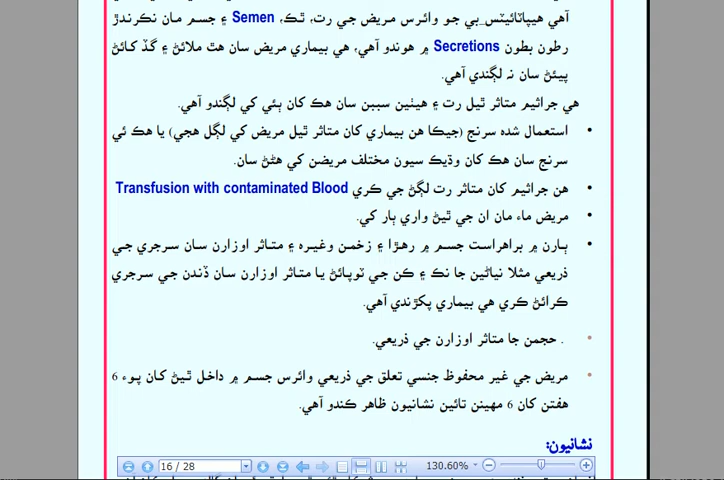 آهي هيپاٽائيٽس_بي جو وائرس مريض جي رت، ٿڪ، Semen ۽ جسم مان نڪرندڙ
رطون بطون Secretions ۾ هوندو آهي، هي بيماري مريض سان هٿ ملائڻ ۽ گڏ کائڻ
پيئڻ سان نہ لڳندي آهي.
هي جراثيم متاثر ٿيل رت ۽ هيٺين سببن سان هڪ کان ٻئي کي لڳندو آهي.
• استعمال شده سرنج (جيڪا هن بيماري کان متاثر ٿيل مريض کي لڳل هجي) يا هڪ ئي
سرنج سان هڪ کان وڌيڪ سيون مختلف مريضن کي هڻڻ سان.
• هن جراثيم کان متاثر رت لڳڻ جي ڪري Transfusion with contaminated Blood
• مريض ماء مان ان جي ٿيڻ واري ٻار کي.
• ٻارن ۾ براهراست جسم ۾ رهڙا ۽ زخمن وغيره ۽ متاثر اوزارن سان سرجري جي
ذريعي مثلا نياڻين جا نڪ ۽ ڪن جي ٽوپائڻ يا متاثر اوزارن سان ڏندن جي سرجري
ڪرائڻ ڪري هي بيماري پکڙندي آهي.
• . حجمن جا متاثر اوزارن جي ذريعي.
• مريض جي غير محفوظ جنسي تعلق جي ذريعي وائرس جسم ۾ داخل ٿيڻ کان پوء 6
هفتن کان 6 مهينن تائين نشانيون ظاهر ڪندو آهي.
نشانيون:
16 / 28
130.60%